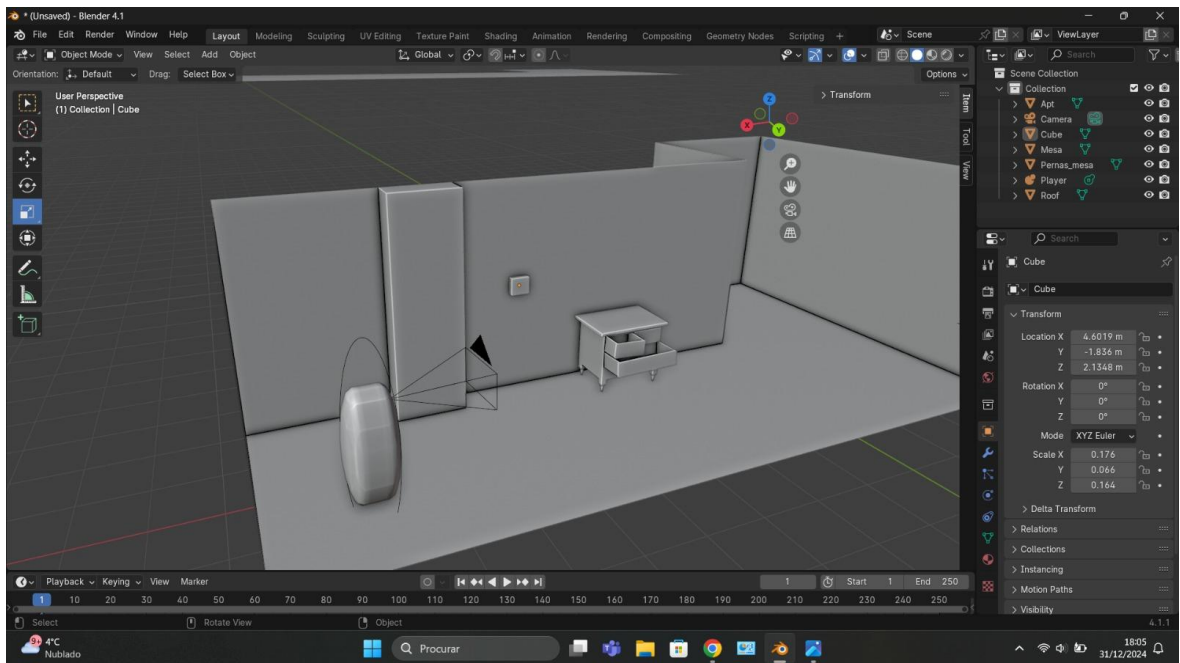 * (Unsaved) - Blender 4.1
File Edit Render Window Help Layout Modeling Sculpting UV Editing Texture Paint Shading Animation Rendering Compositing Geometry Nodes Scripting + Scene ViewLayer
Object Mode View Select Add Object Global Search
Orientation: Default Drag: Select Box Options
User Perspective
(1) Collection | Cube
Transform
Item
Tool
View
X
Y
Z
Scene Collection
Collection
Apt
Camera
Cube
Mesa
Pernas_mesa
Player
Roof
Search
Cube
Cube
Transform
Location X 4.6019 m
Y -1.836 m
Z 2.1348 m
Rotation X 0°
Y 0°
Z 0°
Mode XYZ Euler
Scale X 0.176
Y 0.066
Z 0.164
Delta Transform
Relations
Collections
Instancing
Motion Paths
Visibility
Playback Keying View Marker 1 Start 1 End 250
1 10 20 30 40 50 60 70 80 90 100 110 120 130 140 150 160 170 180 190 200 210 220 230 240 250
Select Rotate View Object 4.1.1
9+ 4°C
Nublado
Procurar
18:05
31/12/2024